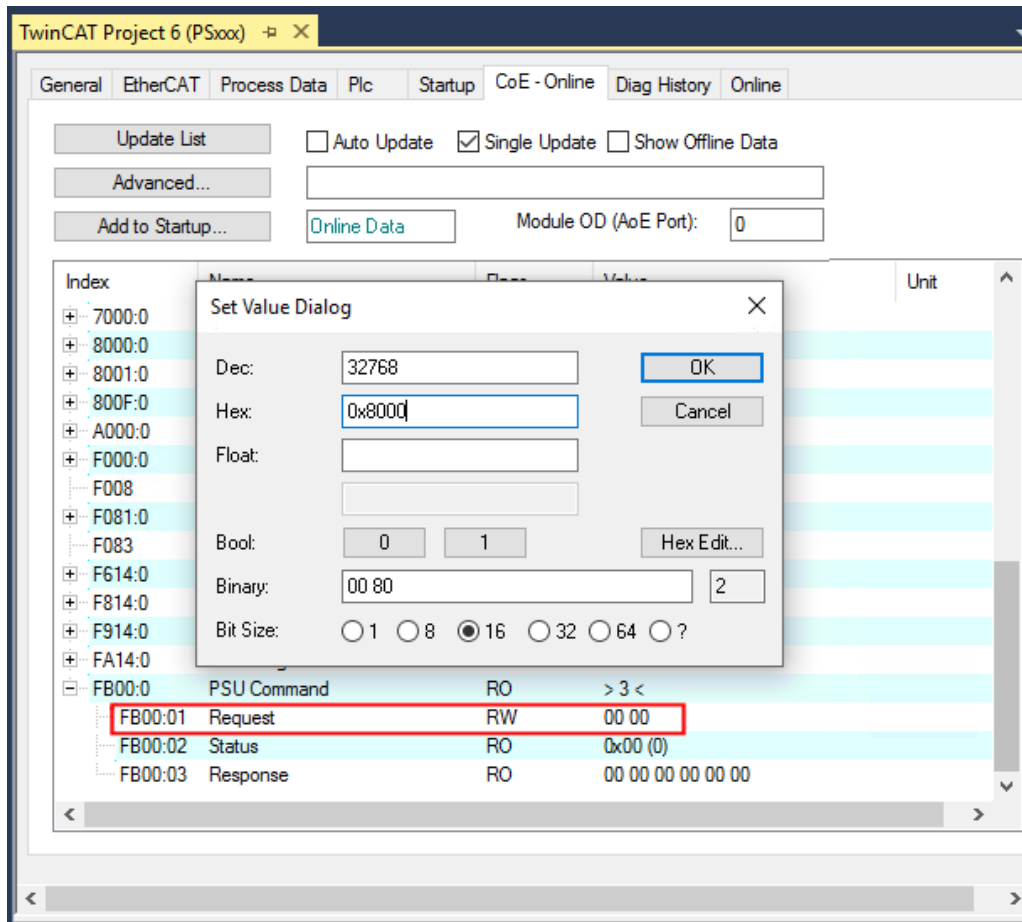 TwinCAT Project 6 (PSxxx)
General EtherCAT Process Data Plc Startup CoE - Online Diag History Online
Update List Auto Update Single Update Show Offline Data
Advanced...
Add to Startup... Online Data Module OD (AoE Port): 0
Index Name Flags Value Unit
7000:0
8000:0
8001:0
800F:0
A000:0
F000:0
F008
F081:0
F083
F614:0
F814:0
F914:0
FA14:0
Set Value Dialog
Dec: 32768 OK
Hex: 0x8000 Cancel
Float:
Bool: 0 1 Hex Edit...
Binary: 00 80 2
Bit Size: 1 8 16 32 64 ?
FB00:0 PSU Command RO > 3 <
FB00:01 Request RW 00 00
FB00:02 Status RO 0x00 (0)
FB00:03 Response RO 00 00 00 00 00 00